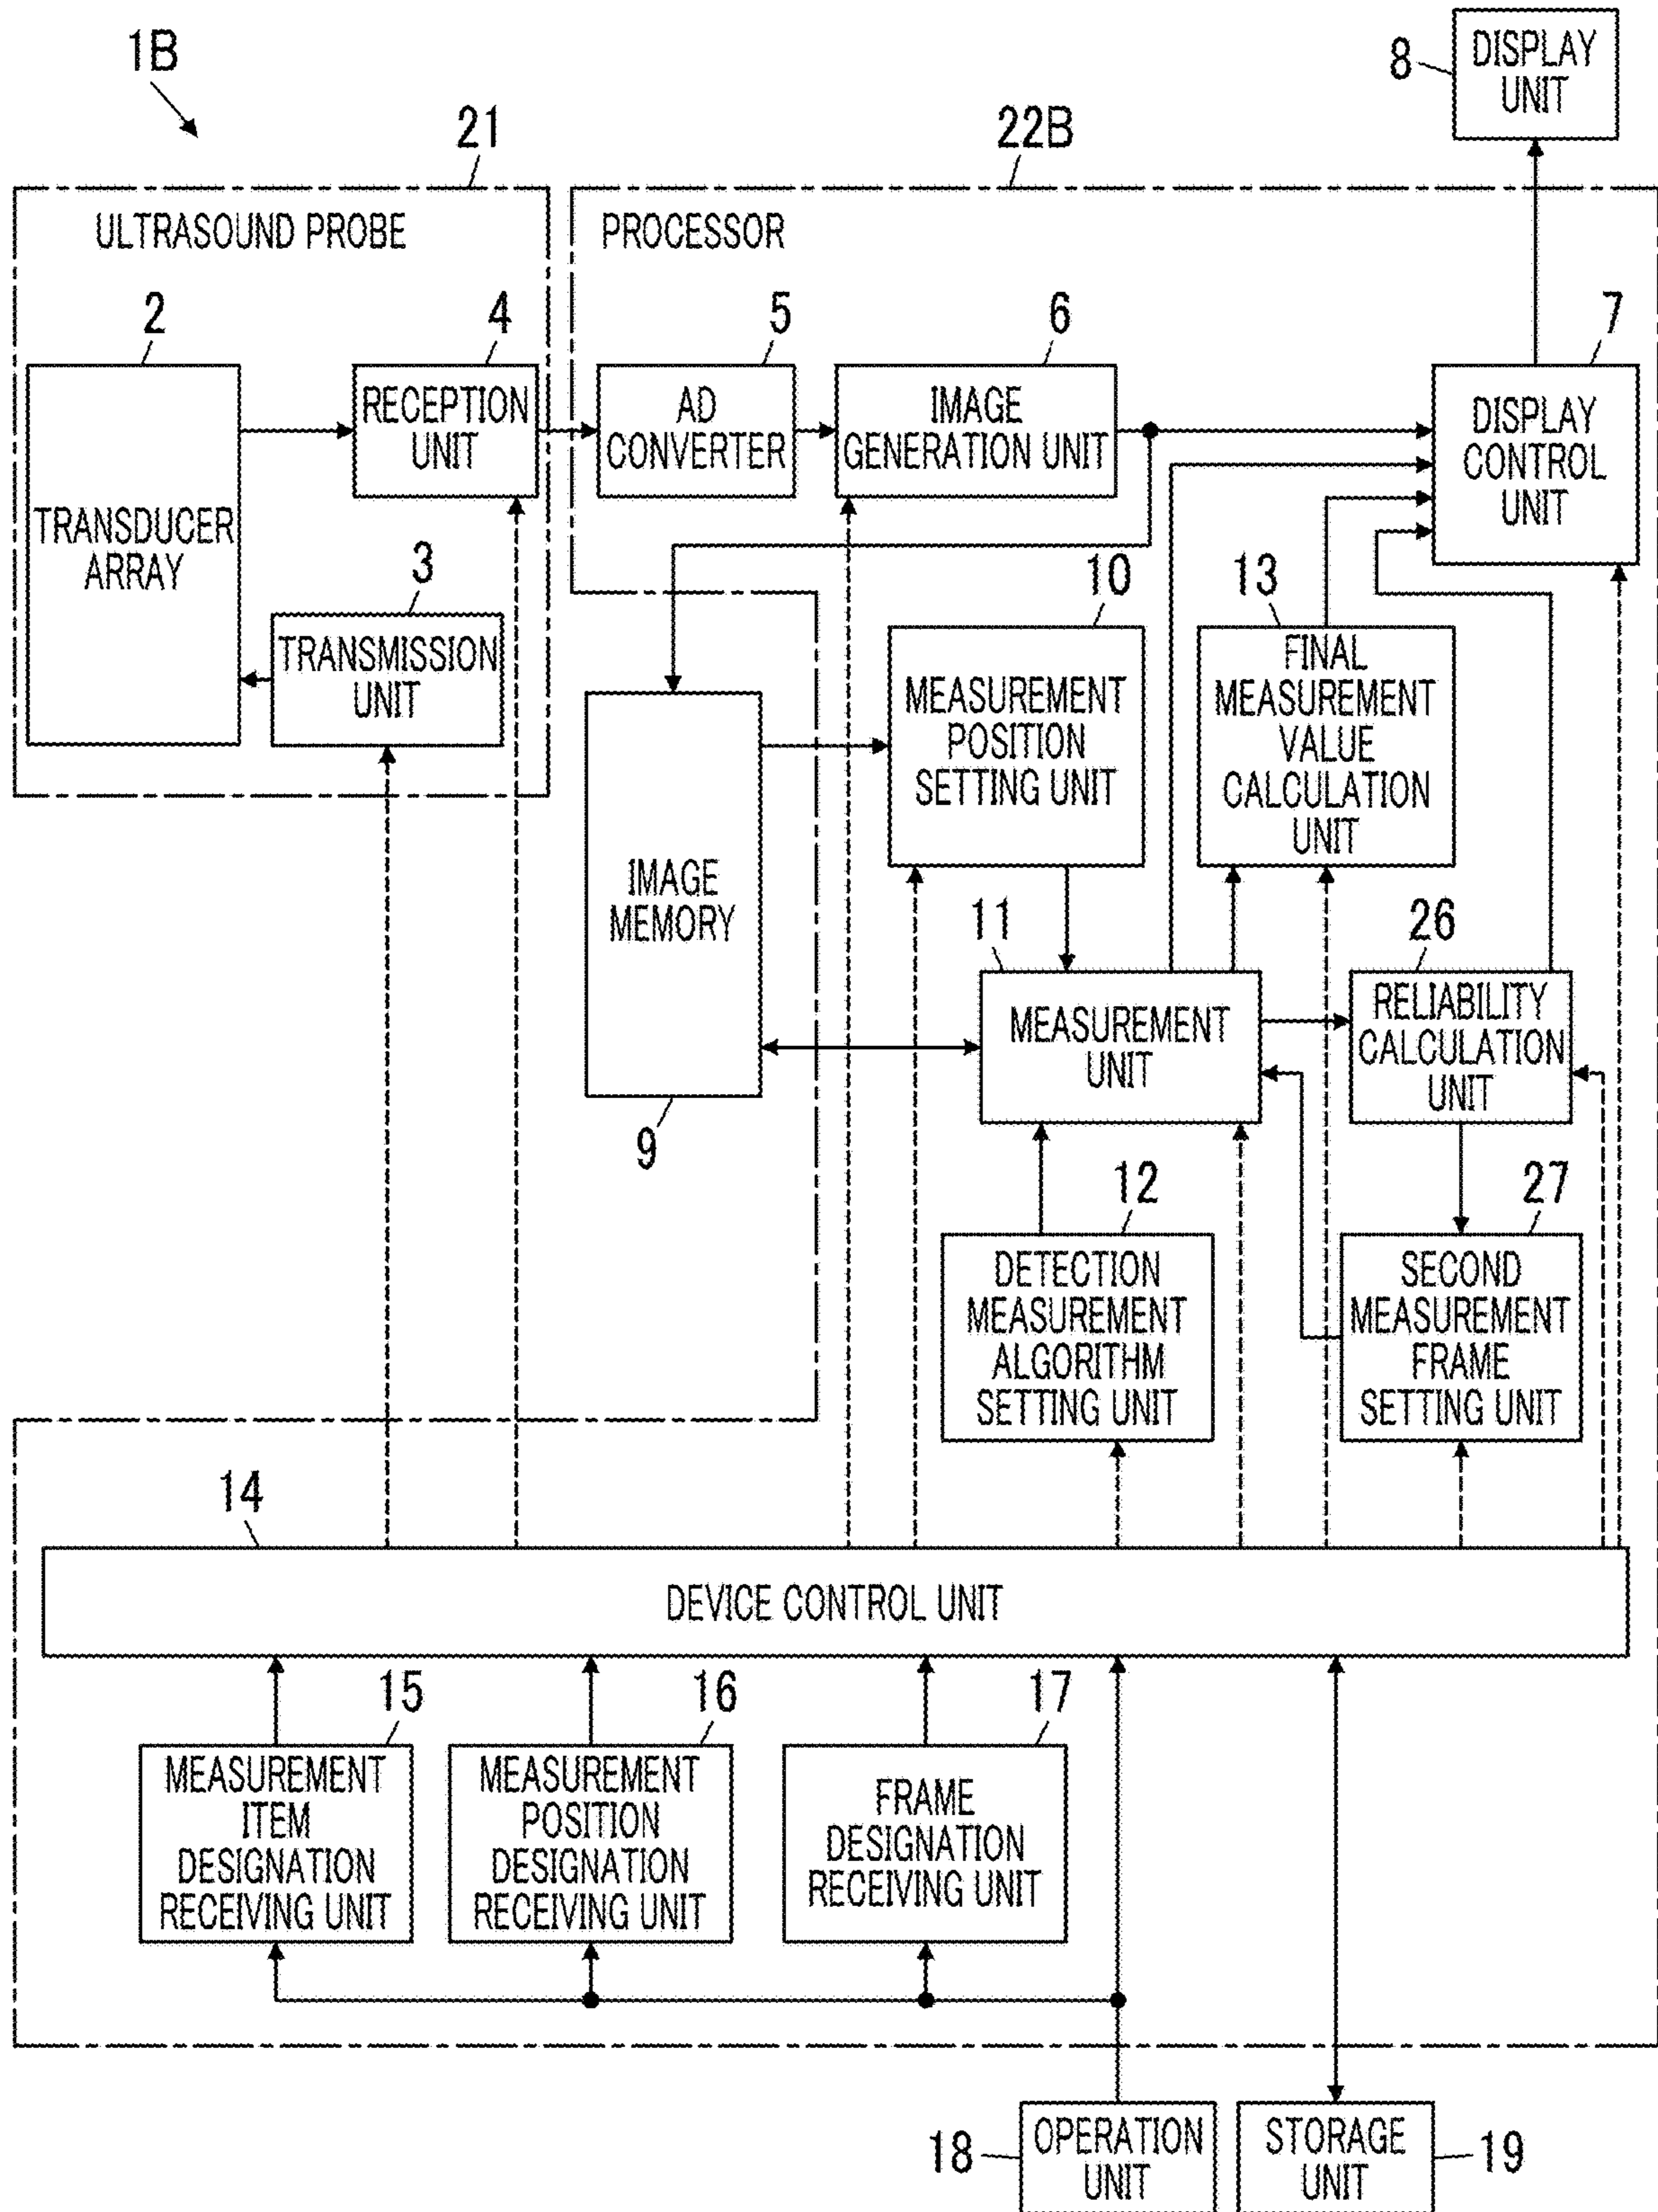 1B
8
DISPLAY
UNIT
21
22B
ULTRASOUND PROBE
PROCESSOR
2
4
5
6
7
TRANSDUCER
ARRAY
RECEPTION
UNIT
AD
CONVERTER
IMAGE
GENERATION UNIT
DISPLAY
CONTROL
UNIT
3
TRANSMISSION
UNIT
10
MEASUREMENT
POSITION
SETTING UNIT
13
FINAL
MEASUREMENT
VALUE
CALCULATION
UNIT
IMAGE
MEMORY
9
11
MEASUREMENT
UNIT
26
RELIABILITY
CALCULATION
UNIT
12
DETECTION
MEASUREMENT
ALGORITHM
SETTING UNIT
27
SECOND
MEASUREMENT
FRAME
SETTING UNIT
14
DEVICE CONTROL UNIT
15
MEASUREMENT
ITEM
DESIGNATION
RECEIVING UNIT
16
MEASUREMENT
POSITION
DESIGNATION
RECEIVING UNIT
17
FRAME
DESIGNATION
RECEIVING UNIT
18
OPERATION
UNIT
STORAGE
UNIT
19